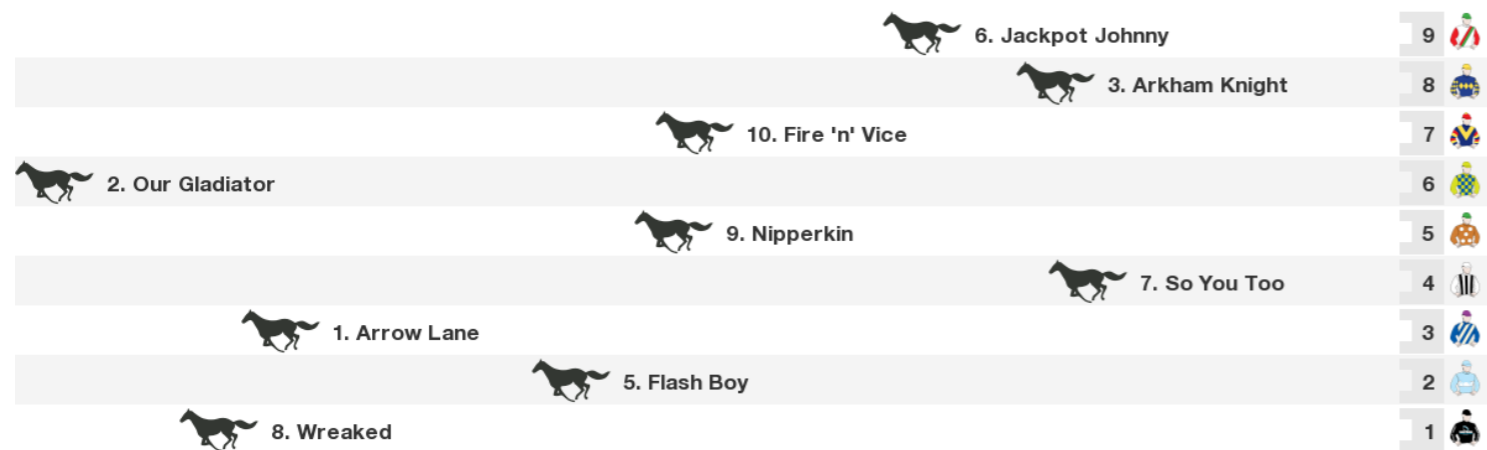 6. Jackpot Johnny 9
3. Arkham Knight 8
10. Fire 'n' Vice 7
2. Our Gladiator 6
9. Nipperkin 5
7. So You Too 4
1. Arrow Lane 3
5. Flash Boy 2
8. Wreaked 1